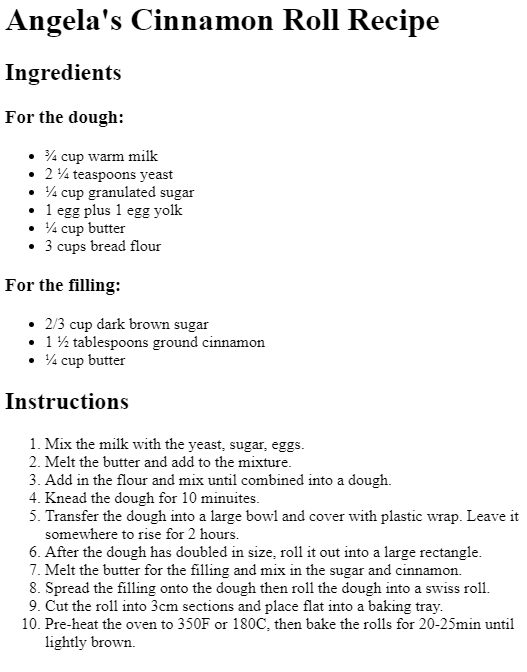 Angela's Cinnamon Roll Recipe
Ingredients
For the dough:
• ¾ cup warm milk
• 2 ¼ teaspoons yeast
• ¼ cup granulated sugar
• 1 egg plus 1 egg yolk
• ¼ cup butter
• 3 cups bread flour
For the filling:
• 2/3 cup dark brown sugar
• 1 ½ tablespoons ground cinnamon
• ¼ cup butter
Instructions
1. Mix the milk with the yeast, sugar, eggs.
2. Melt the butter and add to the mixture.
3. Add in the flour and mix until combined into a dough.
4. Knead the dough for 10 minuites.
5. Transfer the dough into a large bowl and cover with plastic wrap. Leave it
somewhere to rise for 2 hours.
6. After the dough has doubled in size, roll it out into a large rectangle.
7. Melt the butter for the filling and mix in the sugar and cinnamon.
8. Spread the filling onto the dough then roll the dough into a swiss roll.
9. Cut the roll into 3cm sections and place flat into a baking tray.
10. Pre-heat the oven to 350F or 180C, then bake the rolls for 20-25min until
lightly brown.